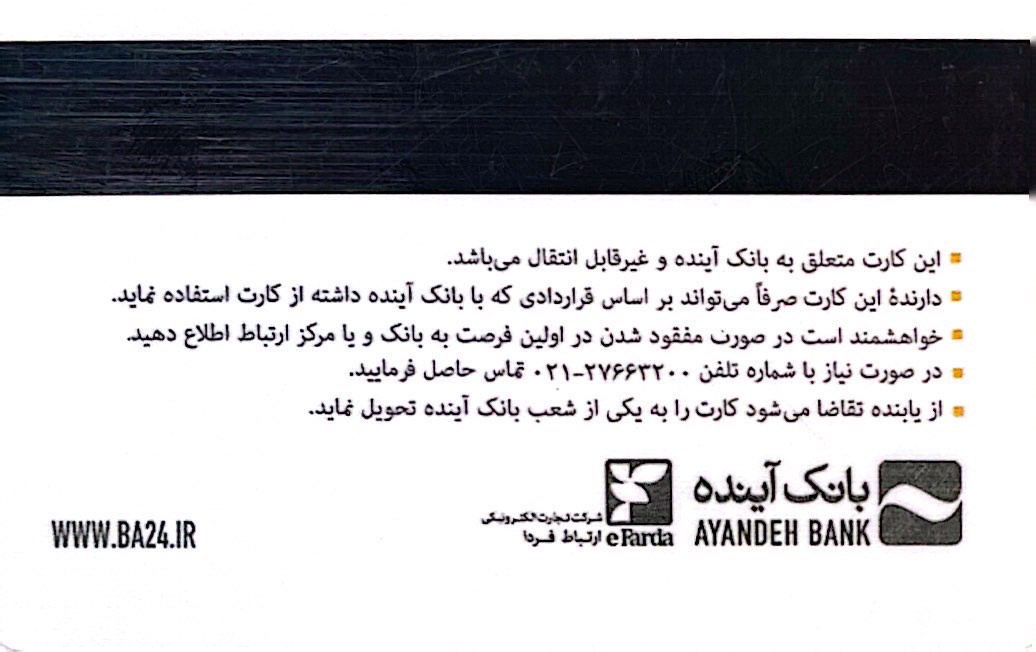 این کارت متعلق به بانک آینده و غیرقابل انتقال می‌باشد.
دارندهٔ این کارت صرفاً می‌تواند بر اساس قراردادی که با بانک آینده داشته از کارت استفاده نماید.
خواهشمند است در صورت مفقود شدن در اولین فرصت به بانک و یا مرکز ارتباط اطلاع دهید.
در صورت نیاز با شماره تلفن ۲۷۶۶۳۲۰۰-۰۲۱ تماس حاصل فرمایید.
از یابنده تقاضا می‌شود کارت را به یکی از شعب بانک آینده تحویل نماید.
بانک آینده
AYANDEH BANK
شرکت تجارت الکترونیکی
ارتباط فردا
eFarda
WWW.BA24.IR